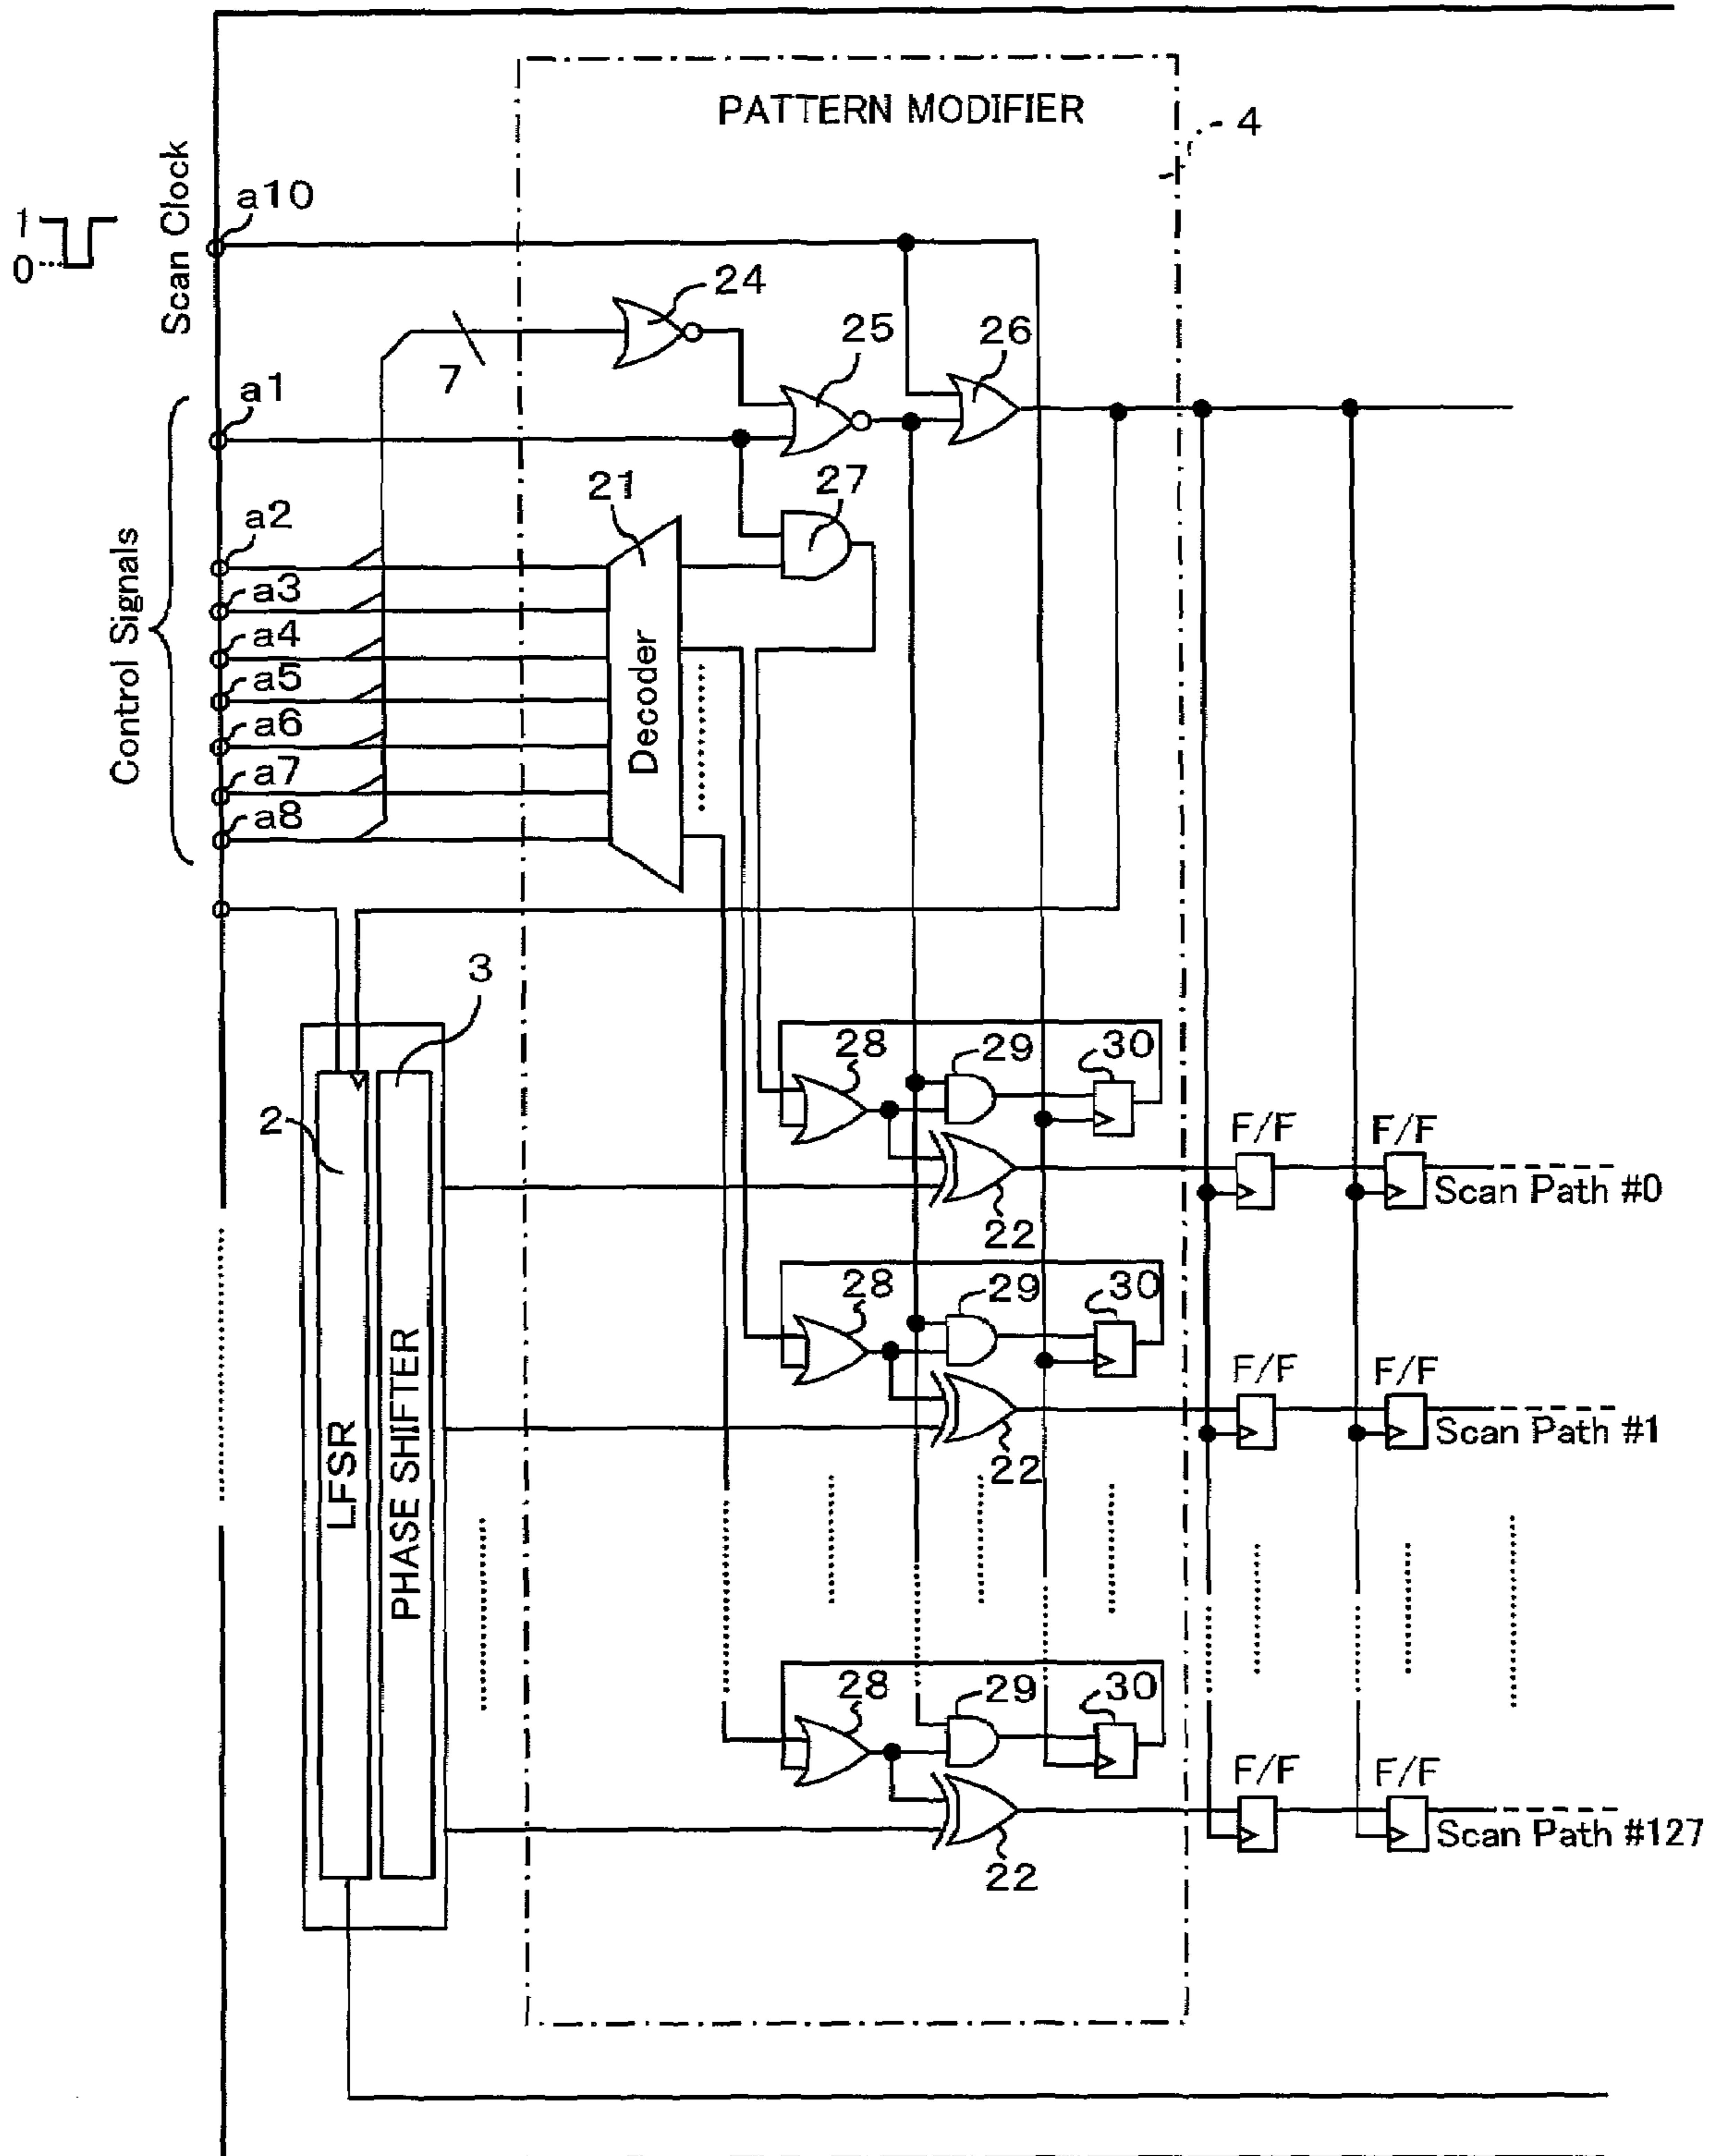 PATTERN MODIFIER
4
Scan Clock
a10
1
0
24
7
25
26
a1
27
21
a2
a3
a4
a5
a6
a7
a8
Control Signals
Decoder
3
2
LFSR
PHASE SHIFTER
28
29
30
F/F
F/F
Scan Path #0
22
28
29
30
F/F
F/F
Scan Path #1
22
28
29
30
F/F
F/F
Scan Path #127
22